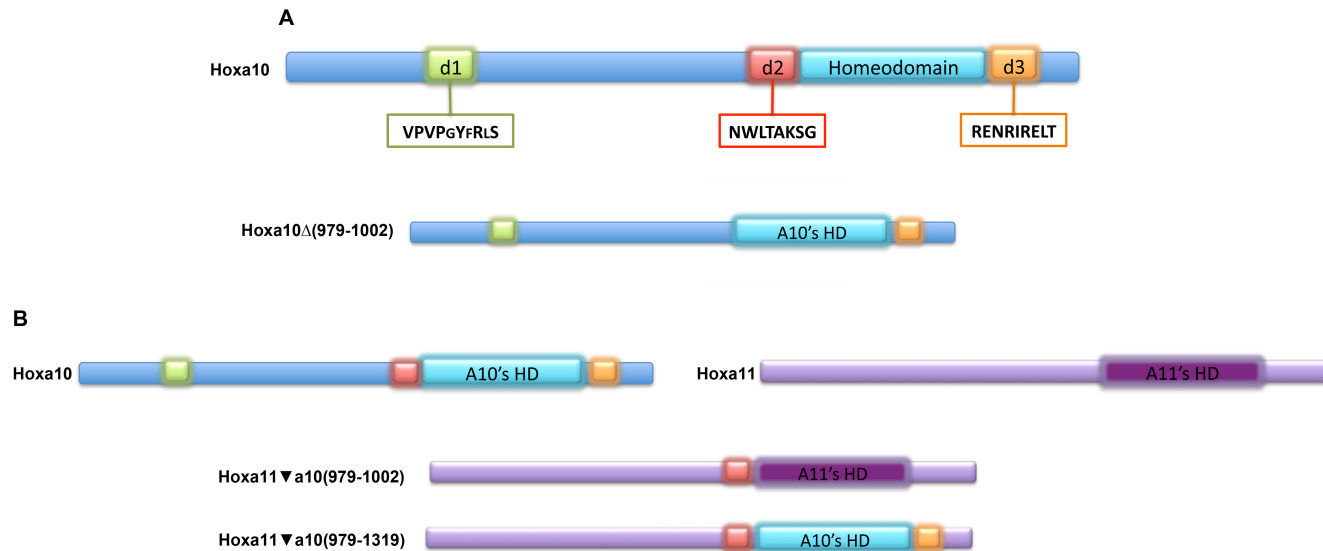 A
Hoxa10
d1
d2
Homeodomain
d3
VPVPGYFRLS
NWLTAKSG
RENRIRELT
Hoxa10Δ(979-1002)
A10’s HD
B
Hoxa10
A10’s HD
Hoxa11
A11’s HD
Hoxa11▼a10(979-1002)
A11’s HD
Hoxa11▼a10(979-1319)
A10’s HD